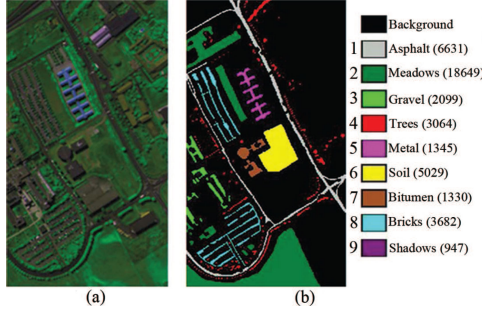 Background
1 Asphalt (6631)
2 Meadows (18649)
3 Gravel (2099)
4 Trees (3064)
5 Metal (1345)
6 Soil (5029)
7 Bitumen (1330)
8 Bricks (3682)
9 Shadows (947)
(a) (b)